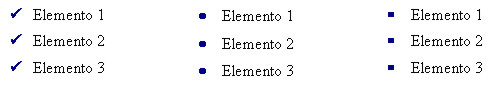 ✔ Elemento 1
✔ Elemento 2
✔ Elemento 3
• Elemento 1
• Elemento 2
• Elemento 3
▪ Elemento 1
▪ Elemento 2
▪ Elemento 3